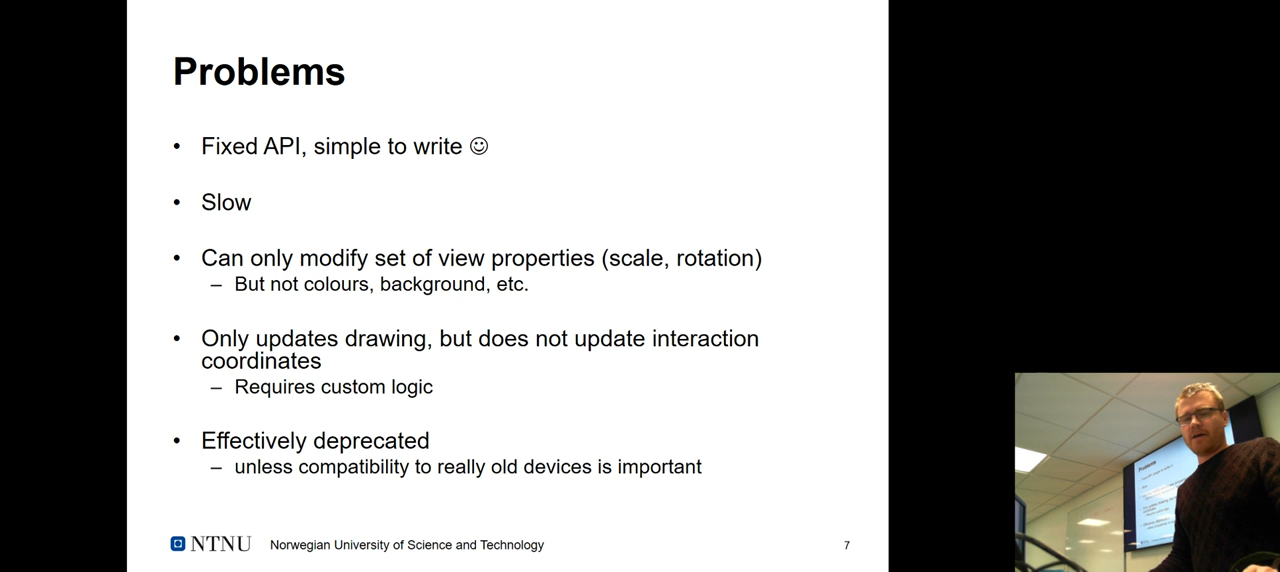 Problems
• Fixed API, simple to write ☺
• Slow
• Can only modify set of view properties (scale, rotation)
– But not colours, background, etc.
• Only updates drawing, but does not update interaction
coordinates
– Requires custom logic
• Effectively deprecated
– unless compatibility to really old devices is important
NTNU Norwegian University of Science and Technology 7
Problems